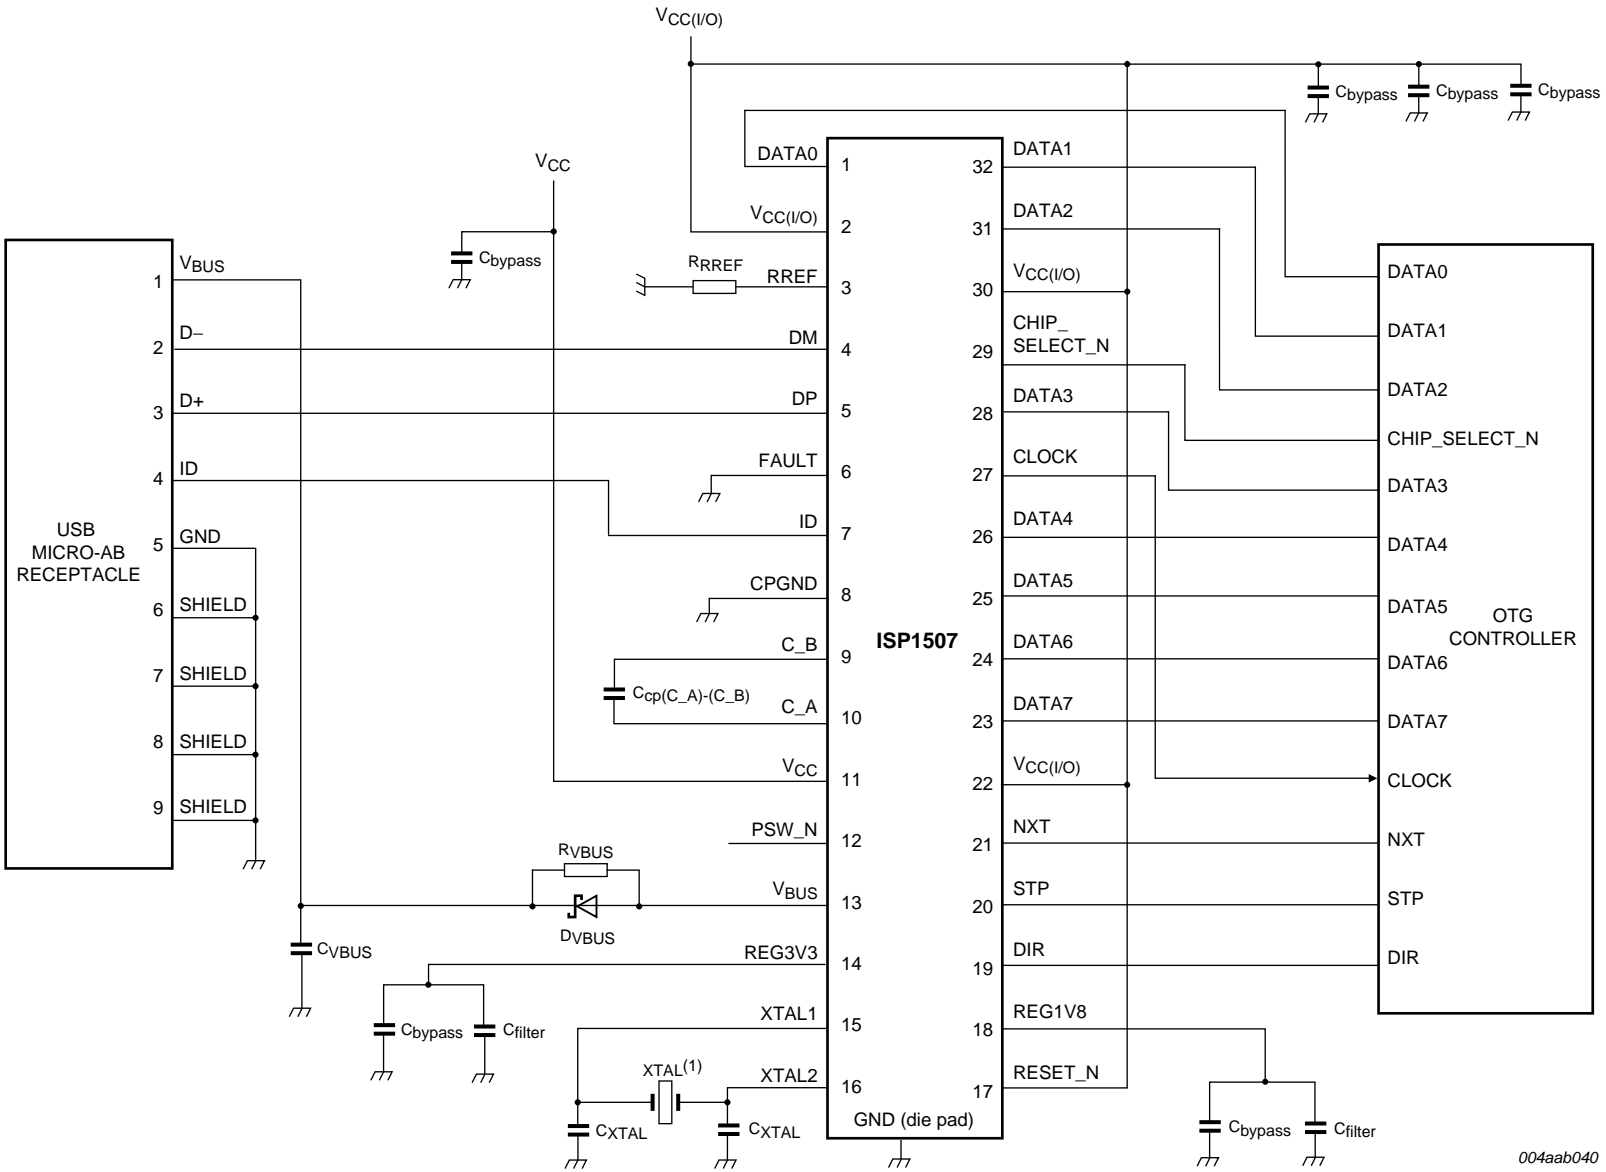 VCC(I/O)
Cbypass
Cbypass
Cbypass
VCC
Cbypass
USB
MICRO-AB
RECEPTACLE
1 VBUS
2 D−
3 D+
4 ID
5 GND
6 SHIELD
7 SHIELD
8 SHIELD
9 SHIELD
DATA0 1
VCC(I/O) 2
RRREF
RREF 3
DM 4
DP 5
FAULT 6
ID 7
CPGND 8
C_B 9
Ccp(C_A)-(C_B)
C_A 10
VCC 11
PSW_N 12
RVBUS
VBUS 13
DVBUS
CVBUS
REG3V3 14
Cbypass
Cfilter
XTAL1 15
XTAL(1)
XTAL2 16
CXTAL
CXTAL
ISP1507
GND (die pad)
32 DATA1
31 DATA2
30 VCC(I/O)
CHIP_
29 SELECT_N
28 DATA3
27 CLOCK
26 DATA4
25 DATA5
24 DATA6
23 DATA7
22 VCC(I/O)
21 NXT
20 STP
19 DIR
18 REG1V8
17 RESET_N
Cbypass
Cfilter
DATA0
DATA1
DATA2
CHIP_SELECT_N
DATA3
DATA4
DATA5
OTG
CONTROLLER
DATA6
DATA7
CLOCK
NXT
STP
DIR
004aab040